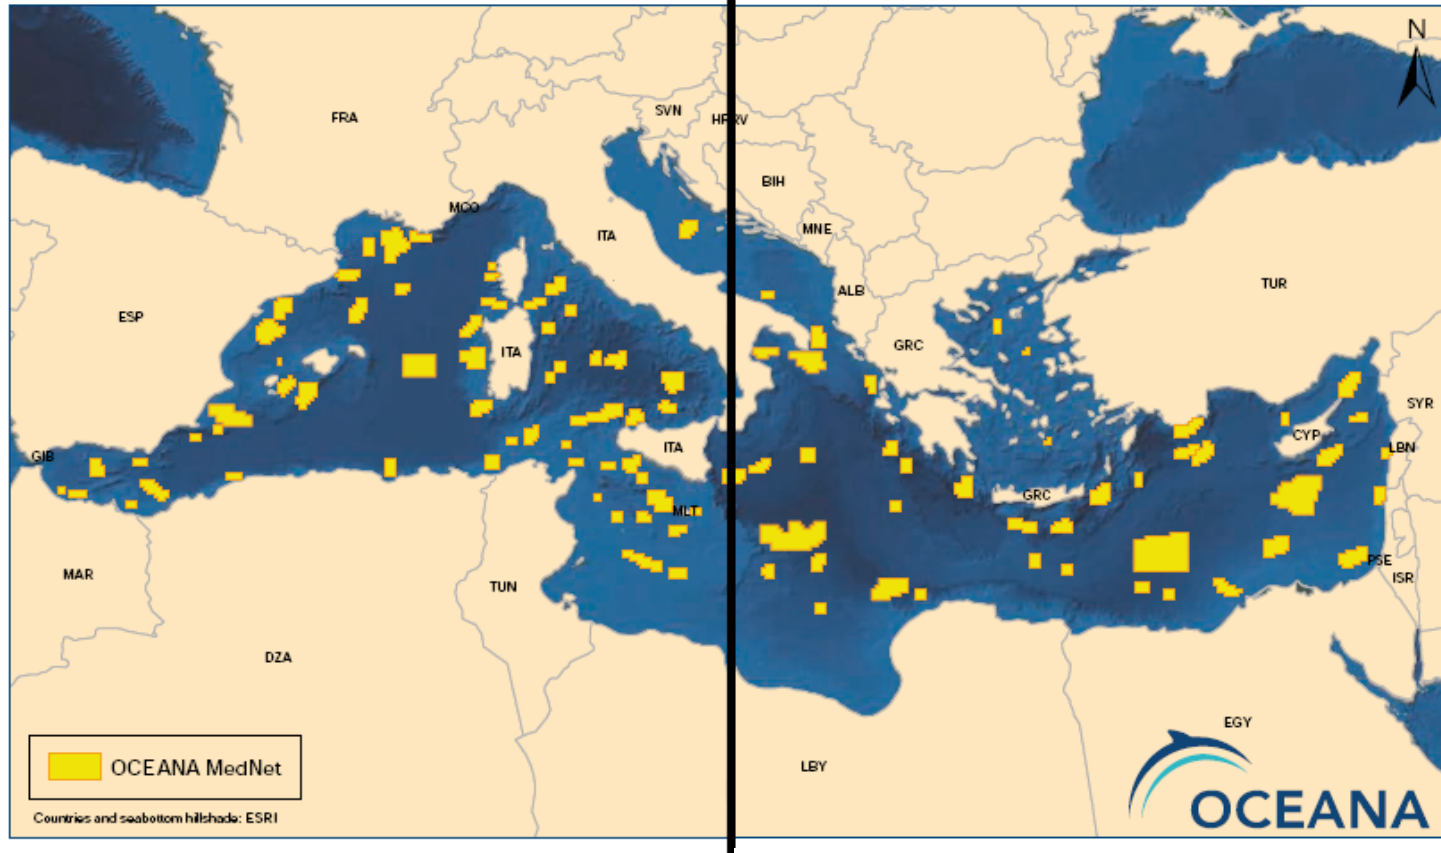 N
FRA
SVN
HRV
BIH
MCO
ITA
MNE
ESP
ALB
TUR
ITA
GRC
SYR
ITA
CYP
LBN
GIB
GRC
MLT
MAR
TUN
PSE
ISR
DZA
EGY
LBY
OCEANA MedNet
Countries and seabottom hillshade: ESRI
OCEANA